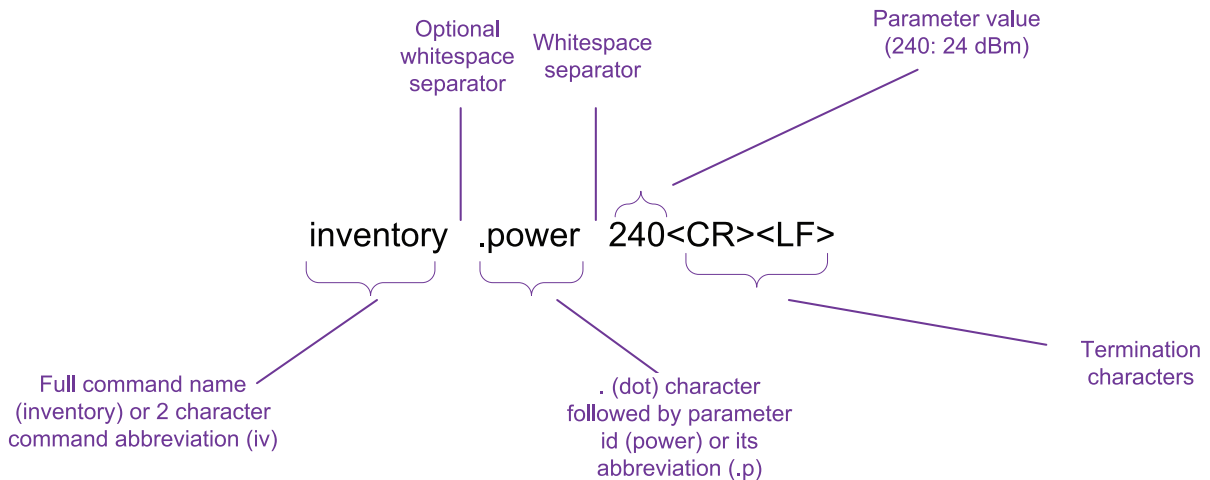 Parameter value
(240: 24 dBm)
Optional
whitespace
separator
Whitespace
separator
inventory .power 240<CR><LF>
Full command name
(inventory) or 2 character
command abbreviation (iv)
. (dot) character
followed by parameter
id (power) or its
abbreviation (.p)
Termination
characters